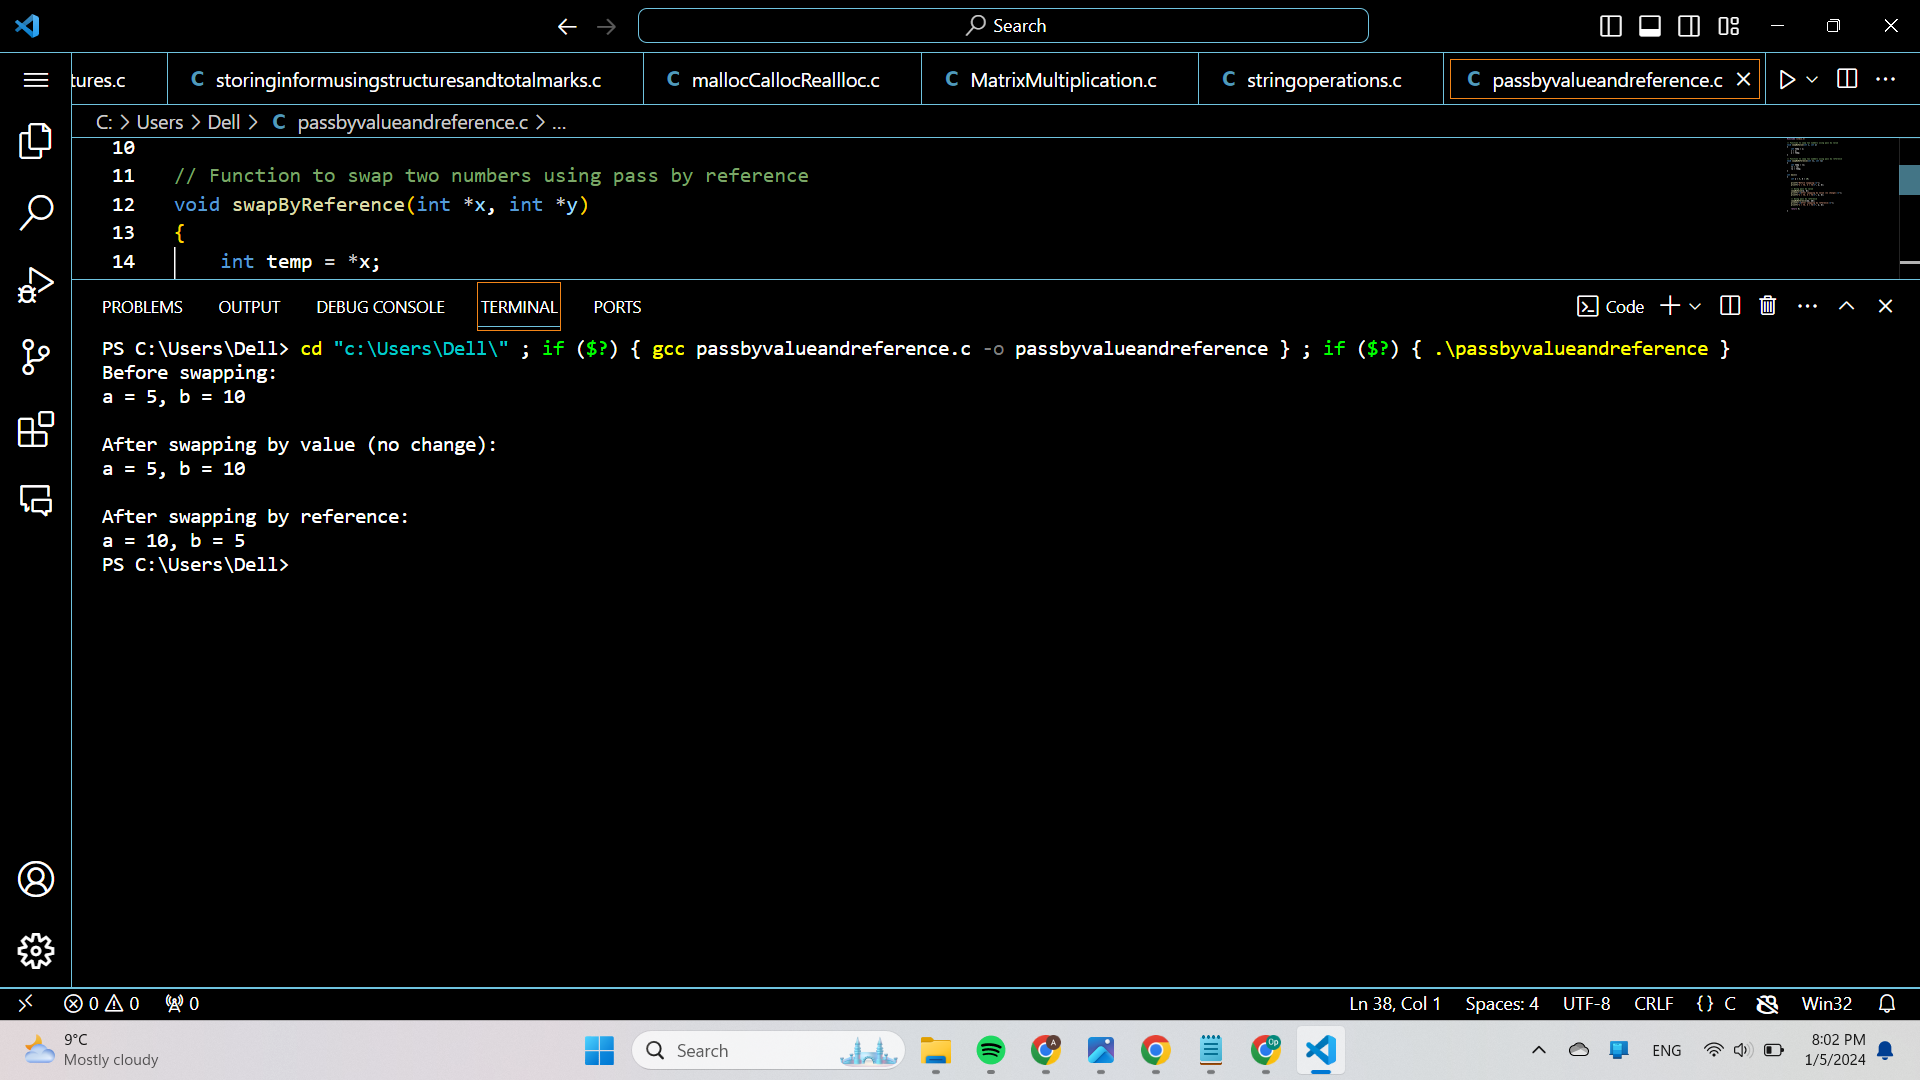 Search
tures.c
C storinginformusingstructuresandtotalmarks.c
C mallocCallocReallloc.c
C MatrixMultiplication.c
C stringoperations.c
C passbyvalueandreference.c
C: > Users > Dell > C passbyvalueandreference.c > ...
10
11 // Function to swap two numbers using pass by reference
12 void swapByReference(int *x, int *y)
13 {
14 int temp = *x;
PROBLEMS OUTPUT DEBUG CONSOLE TERMINAL PORTS
Code
PS C:\Users\Dell> cd "c:\Users\Dell\" ; if ($?) { gcc passbyvalueandreference.c -o passbyvalueandreference } ; if ($?) { .\passbyvalueandreference }
Before swapping:
a = 5, b = 10
After swapping by value (no change):
a = 5, b = 10
After swapping by reference:
a = 10, b = 5
PS C:\Users\Dell>
0 0 0
Ln 38, Col 1 Spaces: 4 UTF-8 CRLF {} C Win32
9°C
Mostly cloudy
Search
A
Op
ENG
8:02 PM
1/5/2024